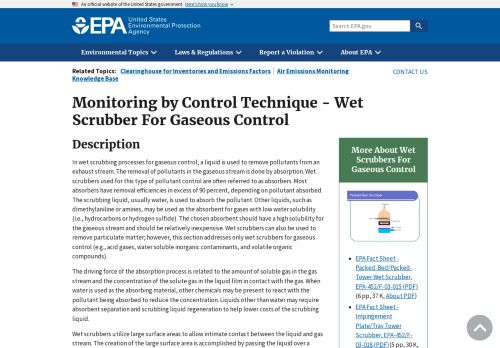 An official website of the United States government Here's how you know
EPA United States Environmental Protection Agency
Search EPA.gov
Environmental Topics Laws & Regulations Report a Violation About EPA
Related Topics: Clearinghouse for Inventories and Emissions Factors | Air Emissions Monitoring
Knowledge Base
CONTACT US
Monitoring by Control Technique - Wet
Scrubber For Gaseous Control
Description
In wet scrubbing processes for gaseous control, a liquid is used to remove pollutants from an
exhaust stream. The removal of pollutants in the gaseous stream is done by absorption. Wet
scrubbers used for this type of pollutant control are often referred to as absorbers. Most
absorbers have removal efficiencies in excess of 90 percent, depending on pollutant absorbed.
The scrubbing liquid, usually water, is used to absorb the pollutant. Other liquids, such as
dimethylaniline or amines, may be used as the absorbent for gases with low water solubility
(i.e., hydrocarbons or hydrogen sulfide). The chosen absorbent should have a high solubility for
the gaseous stream and should be relatively inexpensive. Wet scrubbers can also be used to
remove particulate matter; however, this section addresses only wet scrubbers for gaseous
control (e.g., acid gases, water soluble inorganic contaminants, and volatile organic
compounds).
The driving force of the absorption process is related to the amount of soluble gas in the gas
stream and the concentration of the solute gas in the liquid film in contact with the gas. When
water is used as the absorbing material, other chemicals may be present to react with the
pollutant being absorbed to reduce the concentration. Liquids other than water may require
absorbent separation and scrubbing liquid regeneration to help lower costs of the scrubbing
liquid.
Wet scrubbers utilize large surface areas to allow intimate contact between the liquid and gas
stream. The creation of the large surface area is accomplished by passing the liquid over a
More About Wet
Scrubbers For
Gaseous Control
EPA Fact Sheet -
Packed-Bed/Packed-
Tower Wet Scrubber,
EPA-452/F-03-015 (PDF)
(6 pp, 37 K, About PDF)
EPA Fact Sheet -
Impingement
Plate/Tray Tower
Scrubber, EPA-452/F-
03-018 (PDF)(5 pp, 30 K,